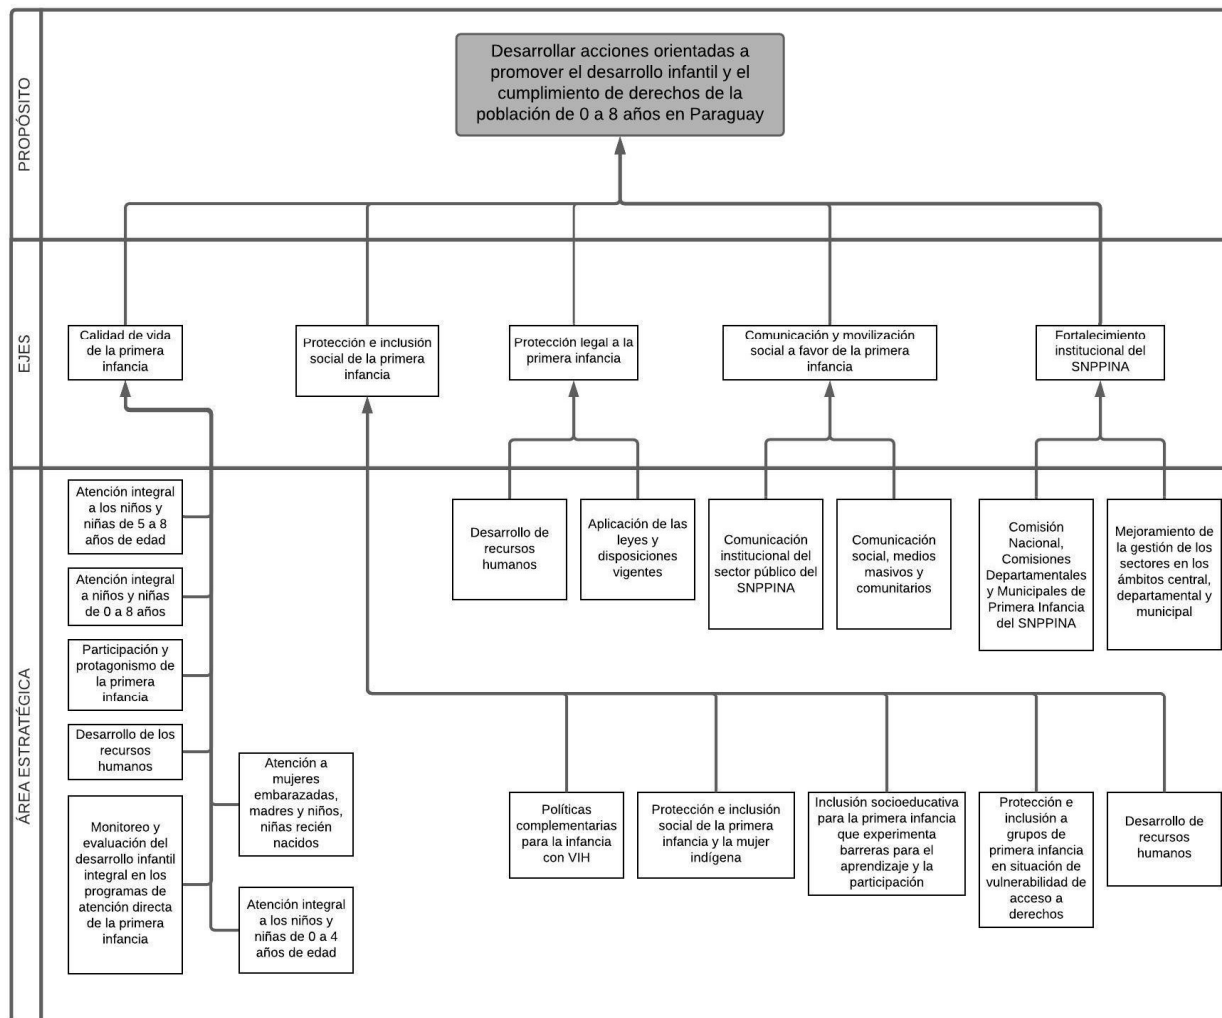 PROPÓSITO
Desarrollar acciones orientadas a
promover el desarrollo infantil y el
cumplimiento de derechos de la
población de 0 a 8 años en Paraguay
EJES
Calidad de vida
de la primera
infancia
Protección e inclusión
social de la primera
infancia
Protección legal a la
primera infancia
Comunicación y movilización
social a favor de la primera
infancia
Fortalecimiento
institucional del
SNPPINA
ÁREA ESTRATÉGICA
Atención integral
a los niños y
niñas de 5 a 8
años de edad
Atención integral
a niños y niñas
de 0 a 8 años
Participación y
protagonismo de
la primera
infancia
Desarrollo de los
recursos
humanos
Monitoreo y
evaluación del
desarrollo infantil
integral en los
programas de
atención directa
de la primera
infancia
Atención a
mujeres
embarazadas,
madres y niños,
niñas recién
nacidos
Atención integral
a los niños y
niñas de 0 a 4
años de edad
Desarrollo de
recursos
humanos
Aplicación de las
leyes y
disposiciones
vigentes
Comunicación
institucional del
sector público del
SNPPINA
Comunicación
social, medios
masivos y
comunitarios
Comisión
Nacional,
Comisiones
Departamentales
y Municipales de
Primera Infancia
del SNPPINA
Mejoramiento de
la gestión de los
sectores en los
ámbitos central,
departamental y
municipal
Políticas
complementarias
para la infancia
con VIH
Protección e inclusión
social de la primera
infancia y la mujer
indígena
Inclusión socioeducativa
para la primera infancia
que experimenta
barreras para el
aprendizaje y la
participación
Protección e
inclusión a
grupos de
primera infancia
en situación de
vulnerabilidad de
acceso a
derechos
Desarrollo de
recursos
humanos